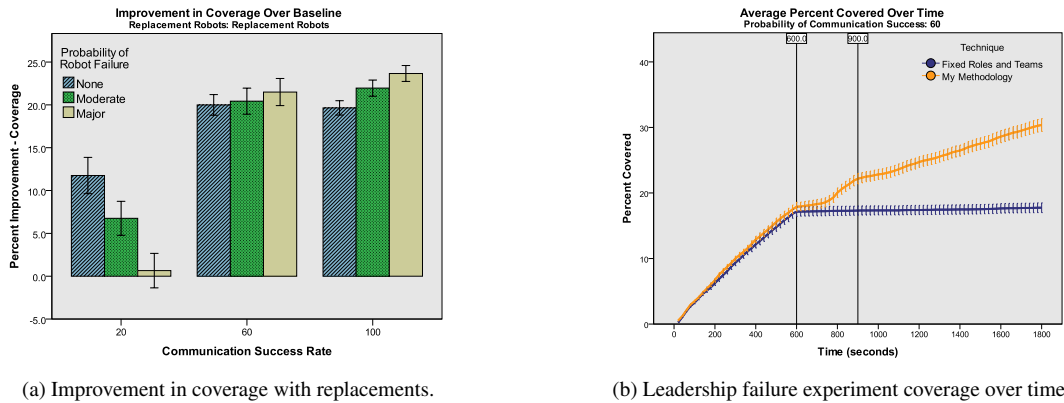 Improvement in Coverage Over Baseline
Replacement Robots: Replacement Robots
Probability of
Robot Failure
None
Moderate
Major
25.0
20.0
15.0
10.0
5.0
0.0
-5.0
Percent Improvement - Coverage
20 60 100
Communication Success Rate
(a) Improvement in coverage with replacements.
Average Percent Covered Over Time
Probability of Communication Success: 60
600.0 900.0
Technique
Fixed Roles and Teams
My Methodology
40
30
20
10
0
Percent Covered
0 200 400 600 800 1000 1200 1400 1600 1800
Time (seconds)
(b) Leadership failure experiment coverage over time